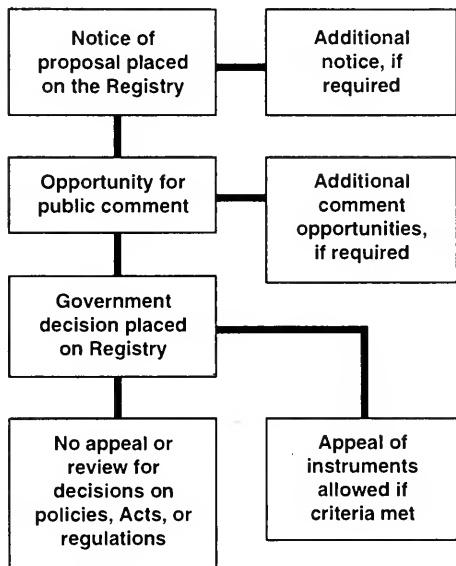 Notice of
proposal placed
on the Registry
Additional
notice, if
required
Opportunity for
public comment
Additional
comment
opportunities,
if required
Government
decision placed
on Registry
No appeal or
review for
decisions on
policies, Acts, or
regulations
Appeal of
instruments
allowed if
criteria met